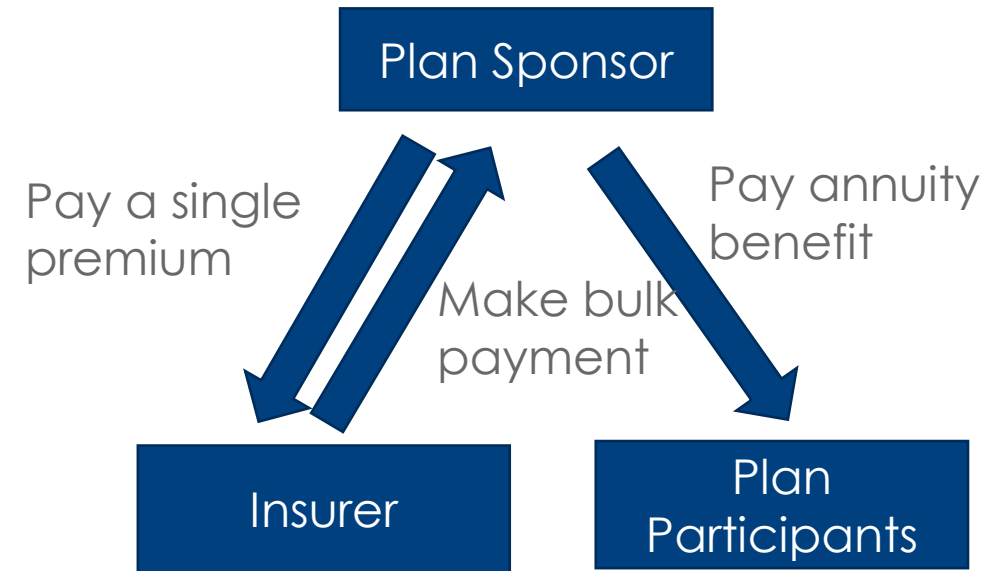 Plan Sponsor
Pay a single
premium
Pay annuity
benefit
Make bulk
payment
Insurer
Plan
Participants